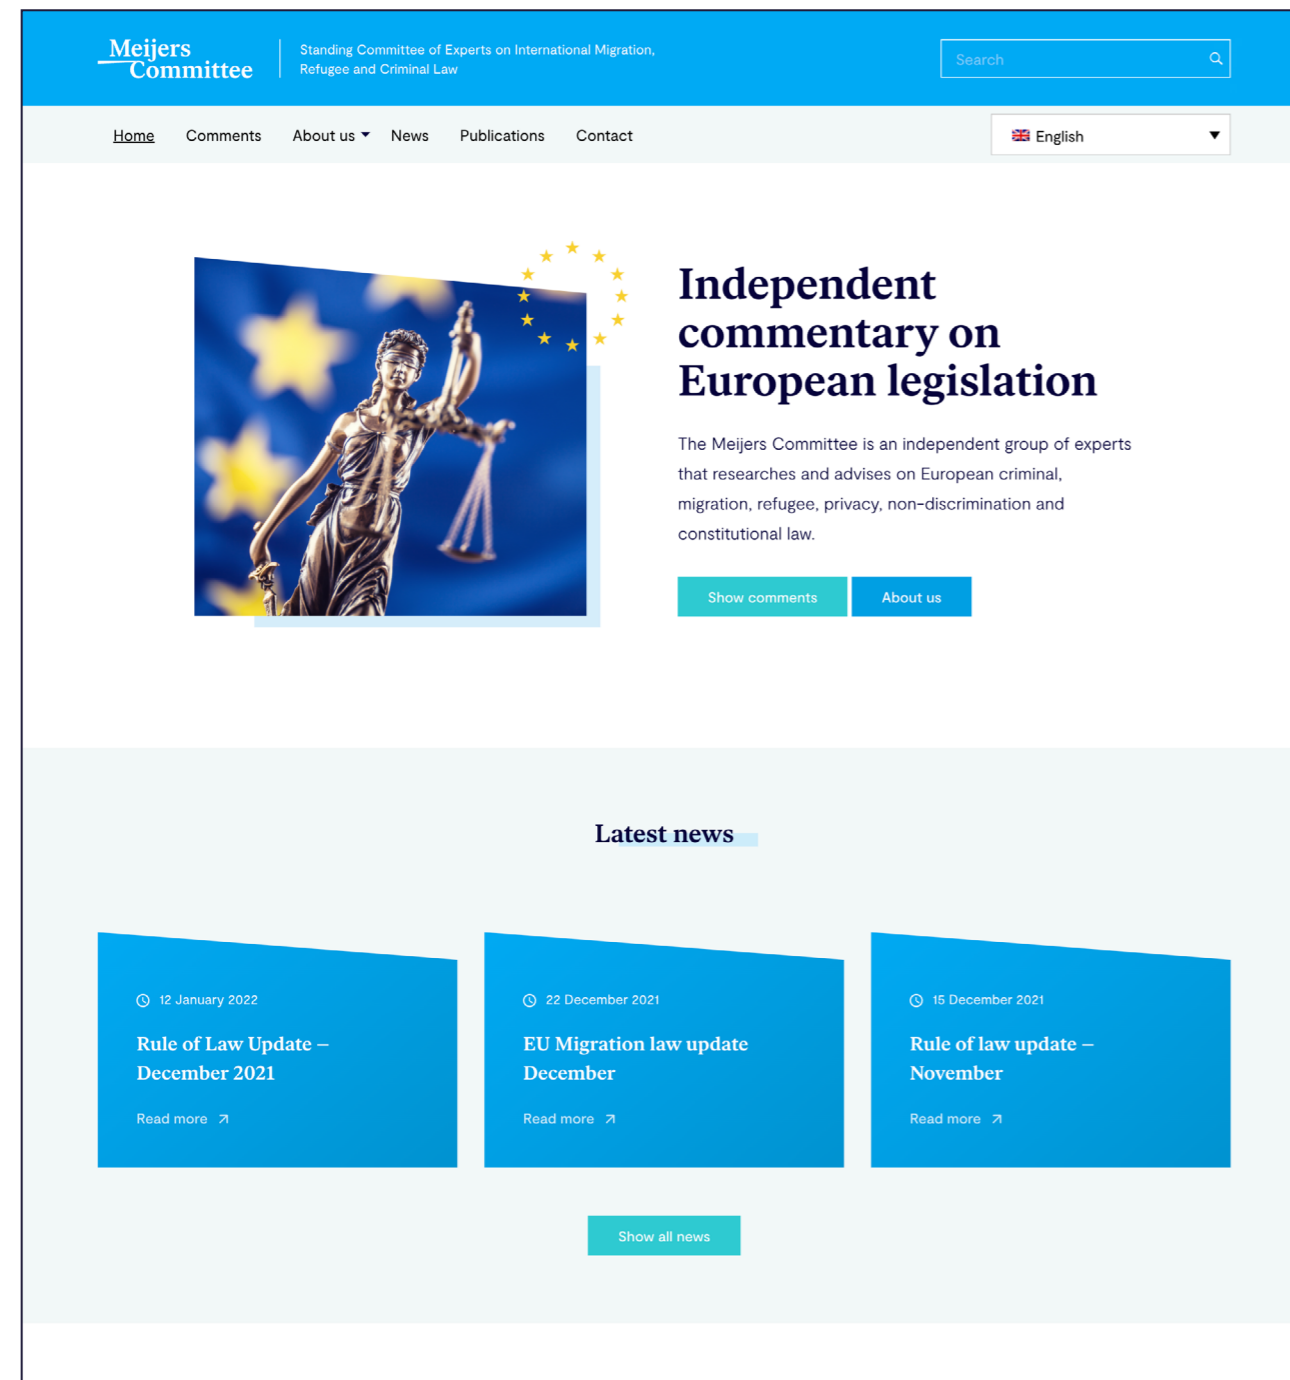 Meijers
Committee
Standing Committee of Experts on International Migration,
Refugee and Criminal Law
Search
Home
Comments
About us
News
Publications
Contact
English
Independent
commentary on
European legislation
The Meijers Committee is an independent group of experts
that researches and advises on European criminal,
migration, refugee, privacy, non-discrimination and
constitutional law.
Show comments
About us
Latest news
12 January 2022
Rule of Law Update –
December 2021
Read more
22 December 2021
EU Migration law update
December
Read more
15 December 2021
Rule of law update –
November
Read more
Show all news